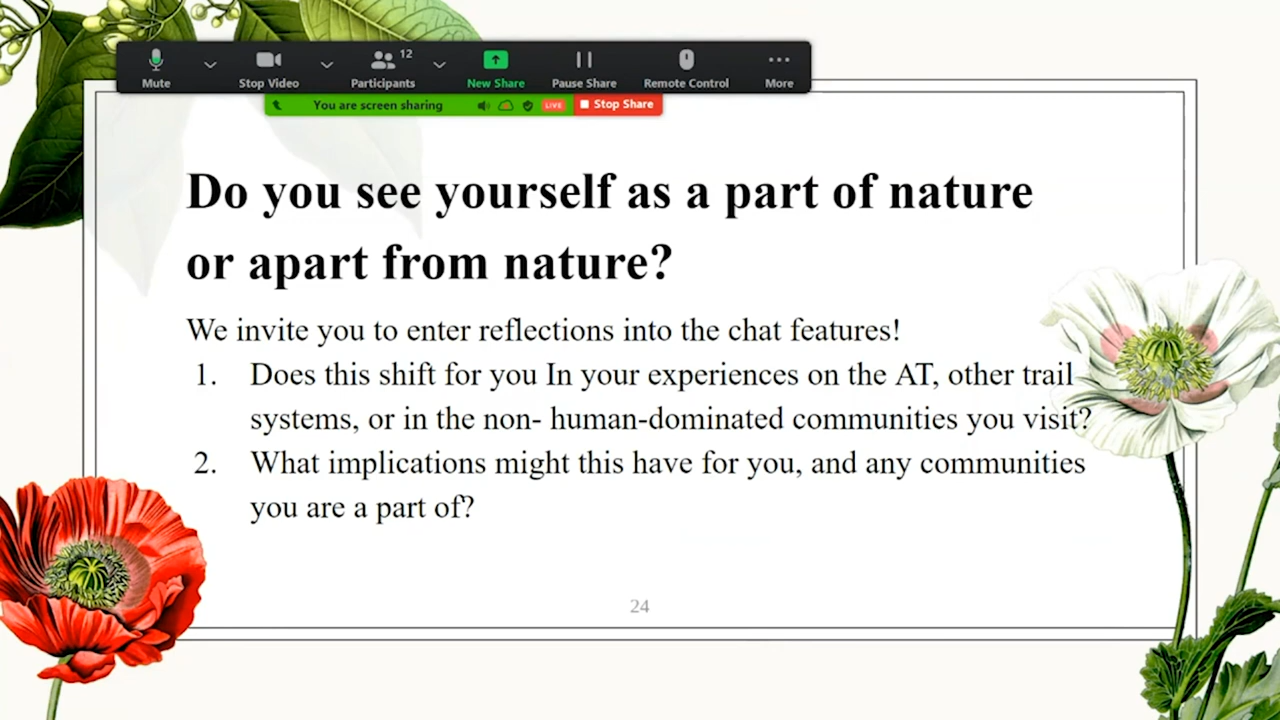 12
Mute
Stop Video
Participants
New Share
Pause Share
Remote Control
More
You are screen sharing
LIVE
Stop Share
Do you see yourself as a part of nature
or apart from nature?
We invite you to enter reflections into the chat features!
1. Does this shift for you In your experiences on the AT, other trail
systems, or in the non- human-dominated communities you visit?
2. What implications might this have for you, and any communities
you are a part of?
24